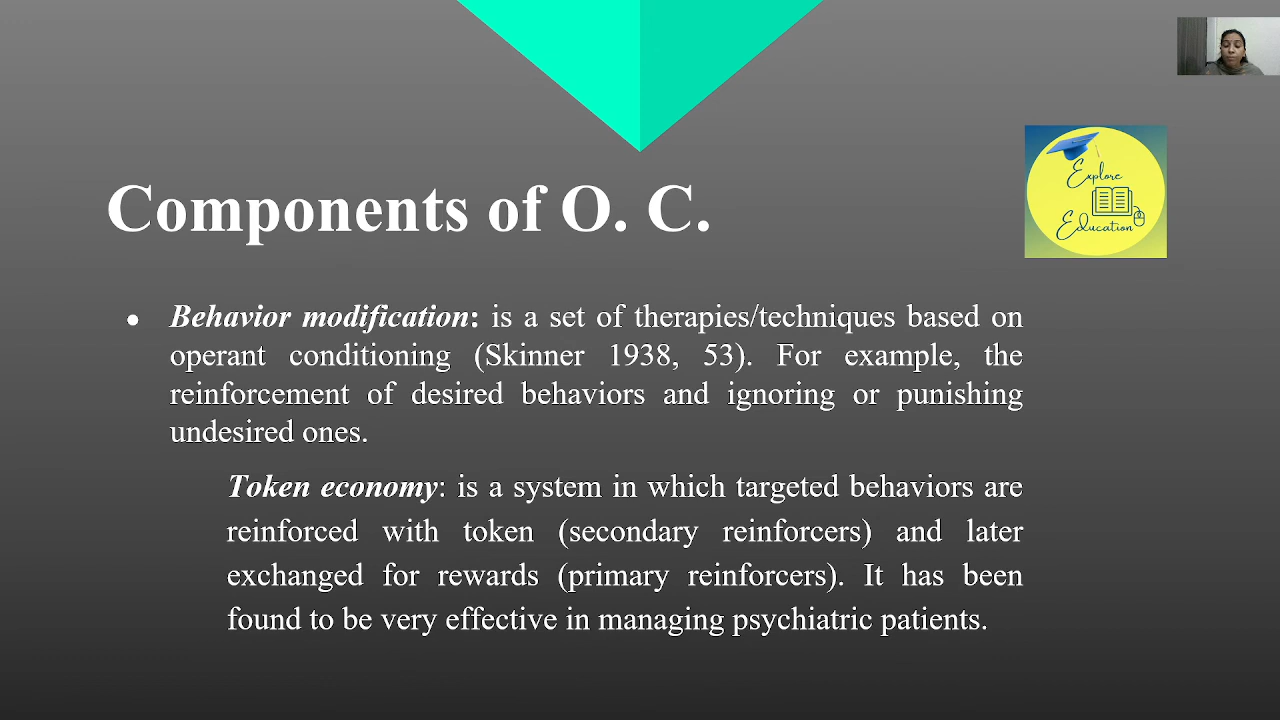 Explore
Education
Components of O. C.
● Behavior modification: is a set of therapies/techniques based on
operant conditioning (Skinner 1938, 53). For example, the
reinforcement of desired behaviors and ignoring or punishing
undesired ones.
Token economy: is a system in which targeted behaviors are
reinforced with token (secondary reinforcers) and later
exchanged for rewards (primary reinforcers). It has been
found to be very effective in managing psychiatric patients.